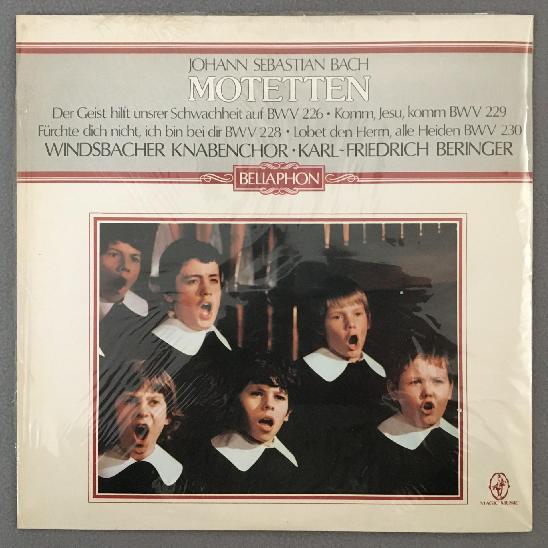 JOHANN SEBASTIAN BACH
MOTETTEN
Der Geist hilft unsrer Schwachheit auf BWV 226 • Komm, Jesu, komm BWV 229
Fürchte dich nicht, ich bin bei dir BWV 228 • Lobet den Herrn, alle Heiden BWV 230
WINDSBACHER KNABENCHOR • KARL-FRIEDRICH BERINGER
BELLAPHON
MAGIC MUSIC